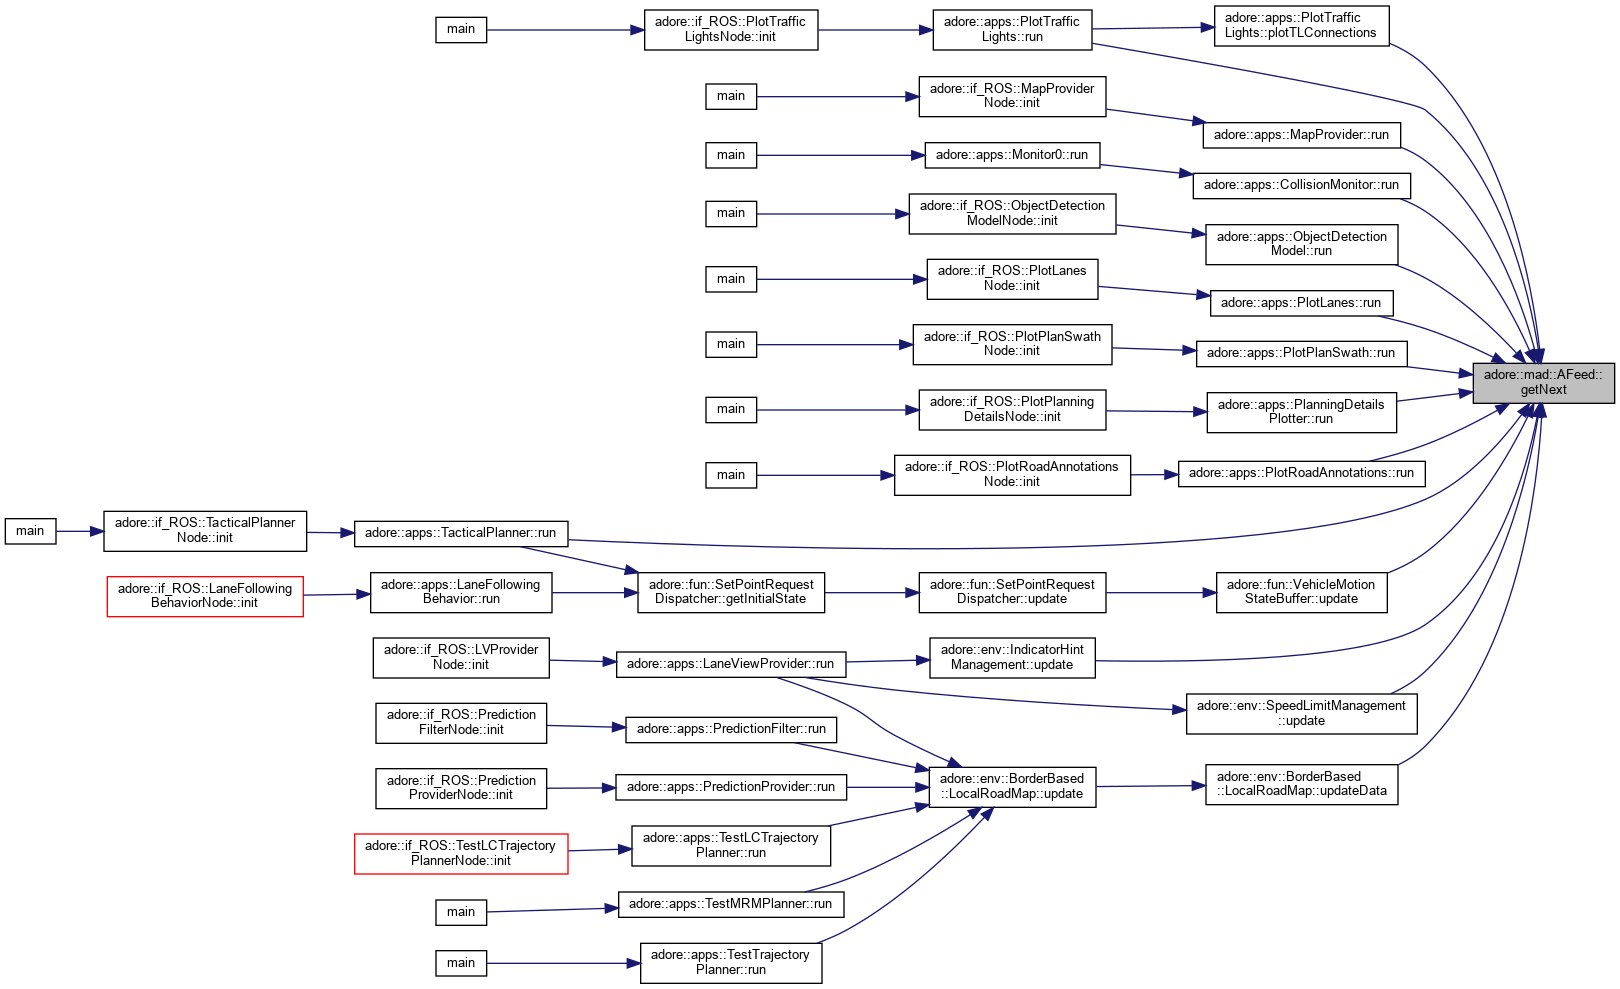 main
adore::if_ROS::PlotTraffic
LightsNode::init
adore::apps::PlotTraffic
Lights::run
adore::apps::PlotTraffic
Lights::plotTLConnections
main
adore::if_ROS::MapProvider
Node::init
adore::apps::MapProvider::run
main
adore::apps::Monitor0::run
adore::apps::CollisionMonitor::run
main
adore::if_ROS::ObjectDetection
ModelNode::init
adore::apps::ObjectDetection
Model::run
main
adore::if_ROS::PlotLanes
Node::init
adore::apps::PlotLanes::run
main
adore::if_ROS::PlotPlanSwath
Node::init
adore::apps::PlotPlanSwath::run
adore::mad::AFeed::
getNext
main
adore::if_ROS::PlotPlanning
DetailsNode::init
adore::apps::PlanningDetails
Plotter::run
main
adore::if_ROS::PlotRoadAnnotations
Node::init
adore::apps::PlotRoadAnnotations::run
main
adore::if_ROS::TacticalPlanner
Node::init
adore::apps::TacticalPlanner::run
adore::if_ROS::LaneFollowing
BehaviorNode::init
adore::apps::LaneFollowing
Behavior::run
adore::fun::SetPointRequest
Dispatcher::getInitialState
adore::fun::SetPointRequest
Dispatcher::update
adore::fun::VehicleMotion
StateBuffer::update
adore::if_ROS::LVProvider
Node::init
adore::apps::LaneViewProvider::run
adore::env::IndicatorHint
Management::update
adore::env::SpeedLimitManagement
::update
adore::if_ROS::Prediction
FilterNode::init
adore::apps::PredictionFilter::run
adore::if_ROS::Prediction
ProviderNode::init
adore::apps::PredictionProvider::run
adore::env::BorderBased
::LocalRoadMap::update
adore::env::BorderBased
::LocalRoadMap::updateData
adore::if_ROS::TestLCTrajectory
PlannerNode::init
adore::apps::TestLCTrajectory
Planner::run
main
adore::apps::TestMRMPlanner::run
main
adore::apps::TestTrajectory
Planner::run